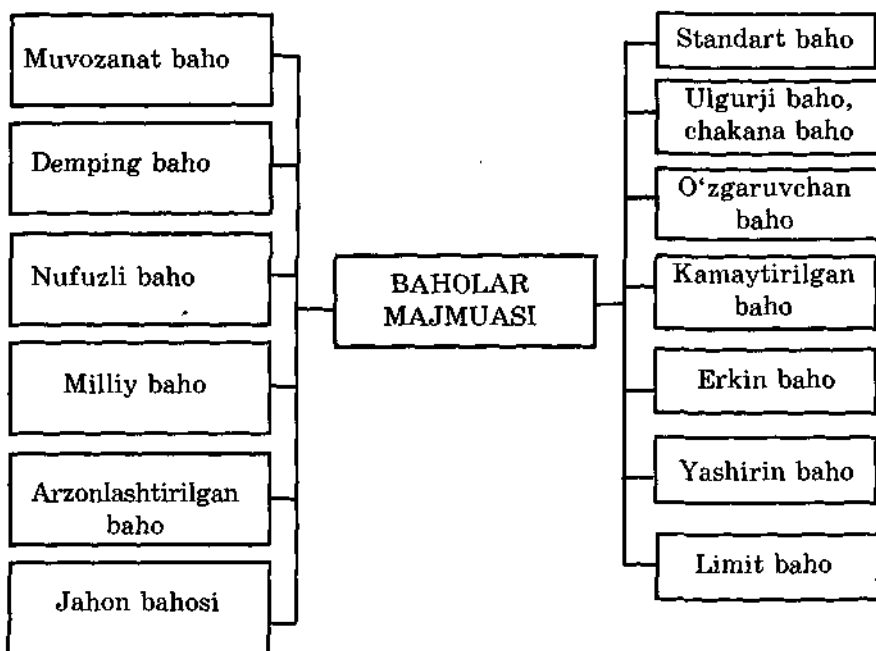 Muvozanat baho
Demping baho
Nufuzli baho
Milliy baho
Arzonlashtirilgan
baho
Jahon bahosi
BAHOLAR
MAJMUASI
Standart baho
Ulgurji baho,
chakana baho
O‘zgaruvchan
baho
Kamaytirilgan
baho
Erkin baho
Yashirin baho
Limit baho